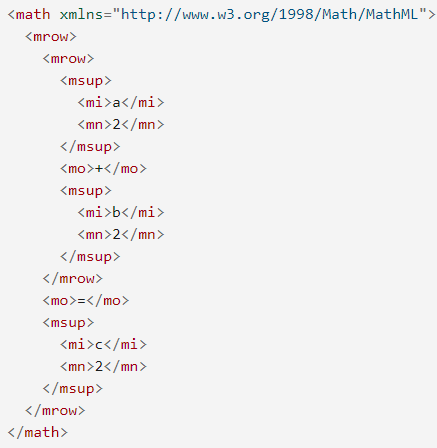 <math xmlns="http://www.w3.org/1998/Math/MathML">
  <mrow>
    <mrow>
      <msup>
        <mi>a</mi>
        <mn>2</mn>
      </msup>
      <mo>+</mo>
      <msup>
        <mi>b</mi>
        <mn>2</mn>
      </msup>
    </mrow>
    <mo>=</mo>
    <msup>
      <mi>c</mi>
      <mn>2</mn>
    </msup>
  </mrow>
</math>